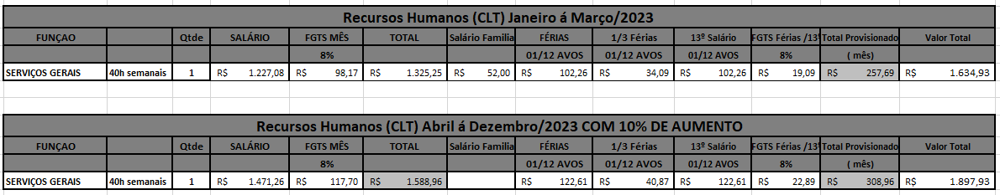 Recursos Humanos (CLT) Janeiro á Março/2023
FUNÇAO Qtde SALÁRIO FGTS MÊS TOTAL Salário Familia FÉRIAS 1/3 Férias 13º Salário FGTS Férias /13º Total Provisionado Valor Total
8% 01/12 AVOS 01/12 AVOS 01/12 AVOS 8% ( mês)
SERVIÇOS GERAIS 40h semanais 1 R$ 1.227,08 R$ 98,17 R$ 1.325,25 R$ 52,00 R$ 102,26 R$ 34,09 R$ 102,26 R$ 19,09 R$ 257,69 R$ 1.634,93
Recursos Humanos (CLT) Abril á Dezembro/2023 COM 10% DE AUMENTO
FUNÇAO Qtde SALÁRIO FGTS MÊS TOTAL Salário Familia FÉRIAS 1/3 Férias 13º Salário FGTS Férias /13º Total Provisionado Valor Total
8% 01/12 AVOS 01/12 AVOS 01/12 AVOS 8% ( mês)
SERVIÇOS GERAIS 40h semanais 1 R$ 1.471,26 R$ 117,70 R$ 1.588,96 R$ 122,61 R$ 40,87 R$ 122,61 R$ 22,89 R$ 308,96 R$ 1.897,93